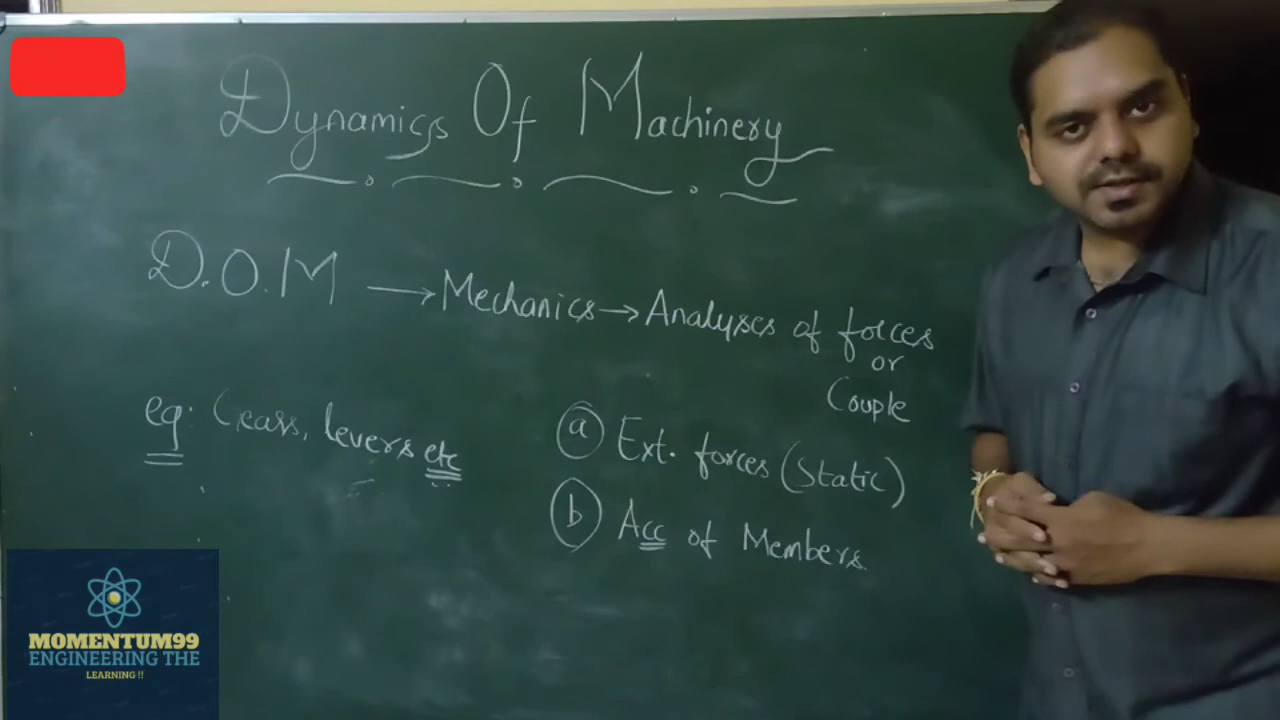 Dynamics Of Machinery
D.O.M → Mechanics → Analyses of forces
or
Couple
eg: Gears, levers etc
(a) Ext. forces (Static)
(b) Acc of Members.
MOMENTUM99
ENGINEERING THE
LEARNING !!